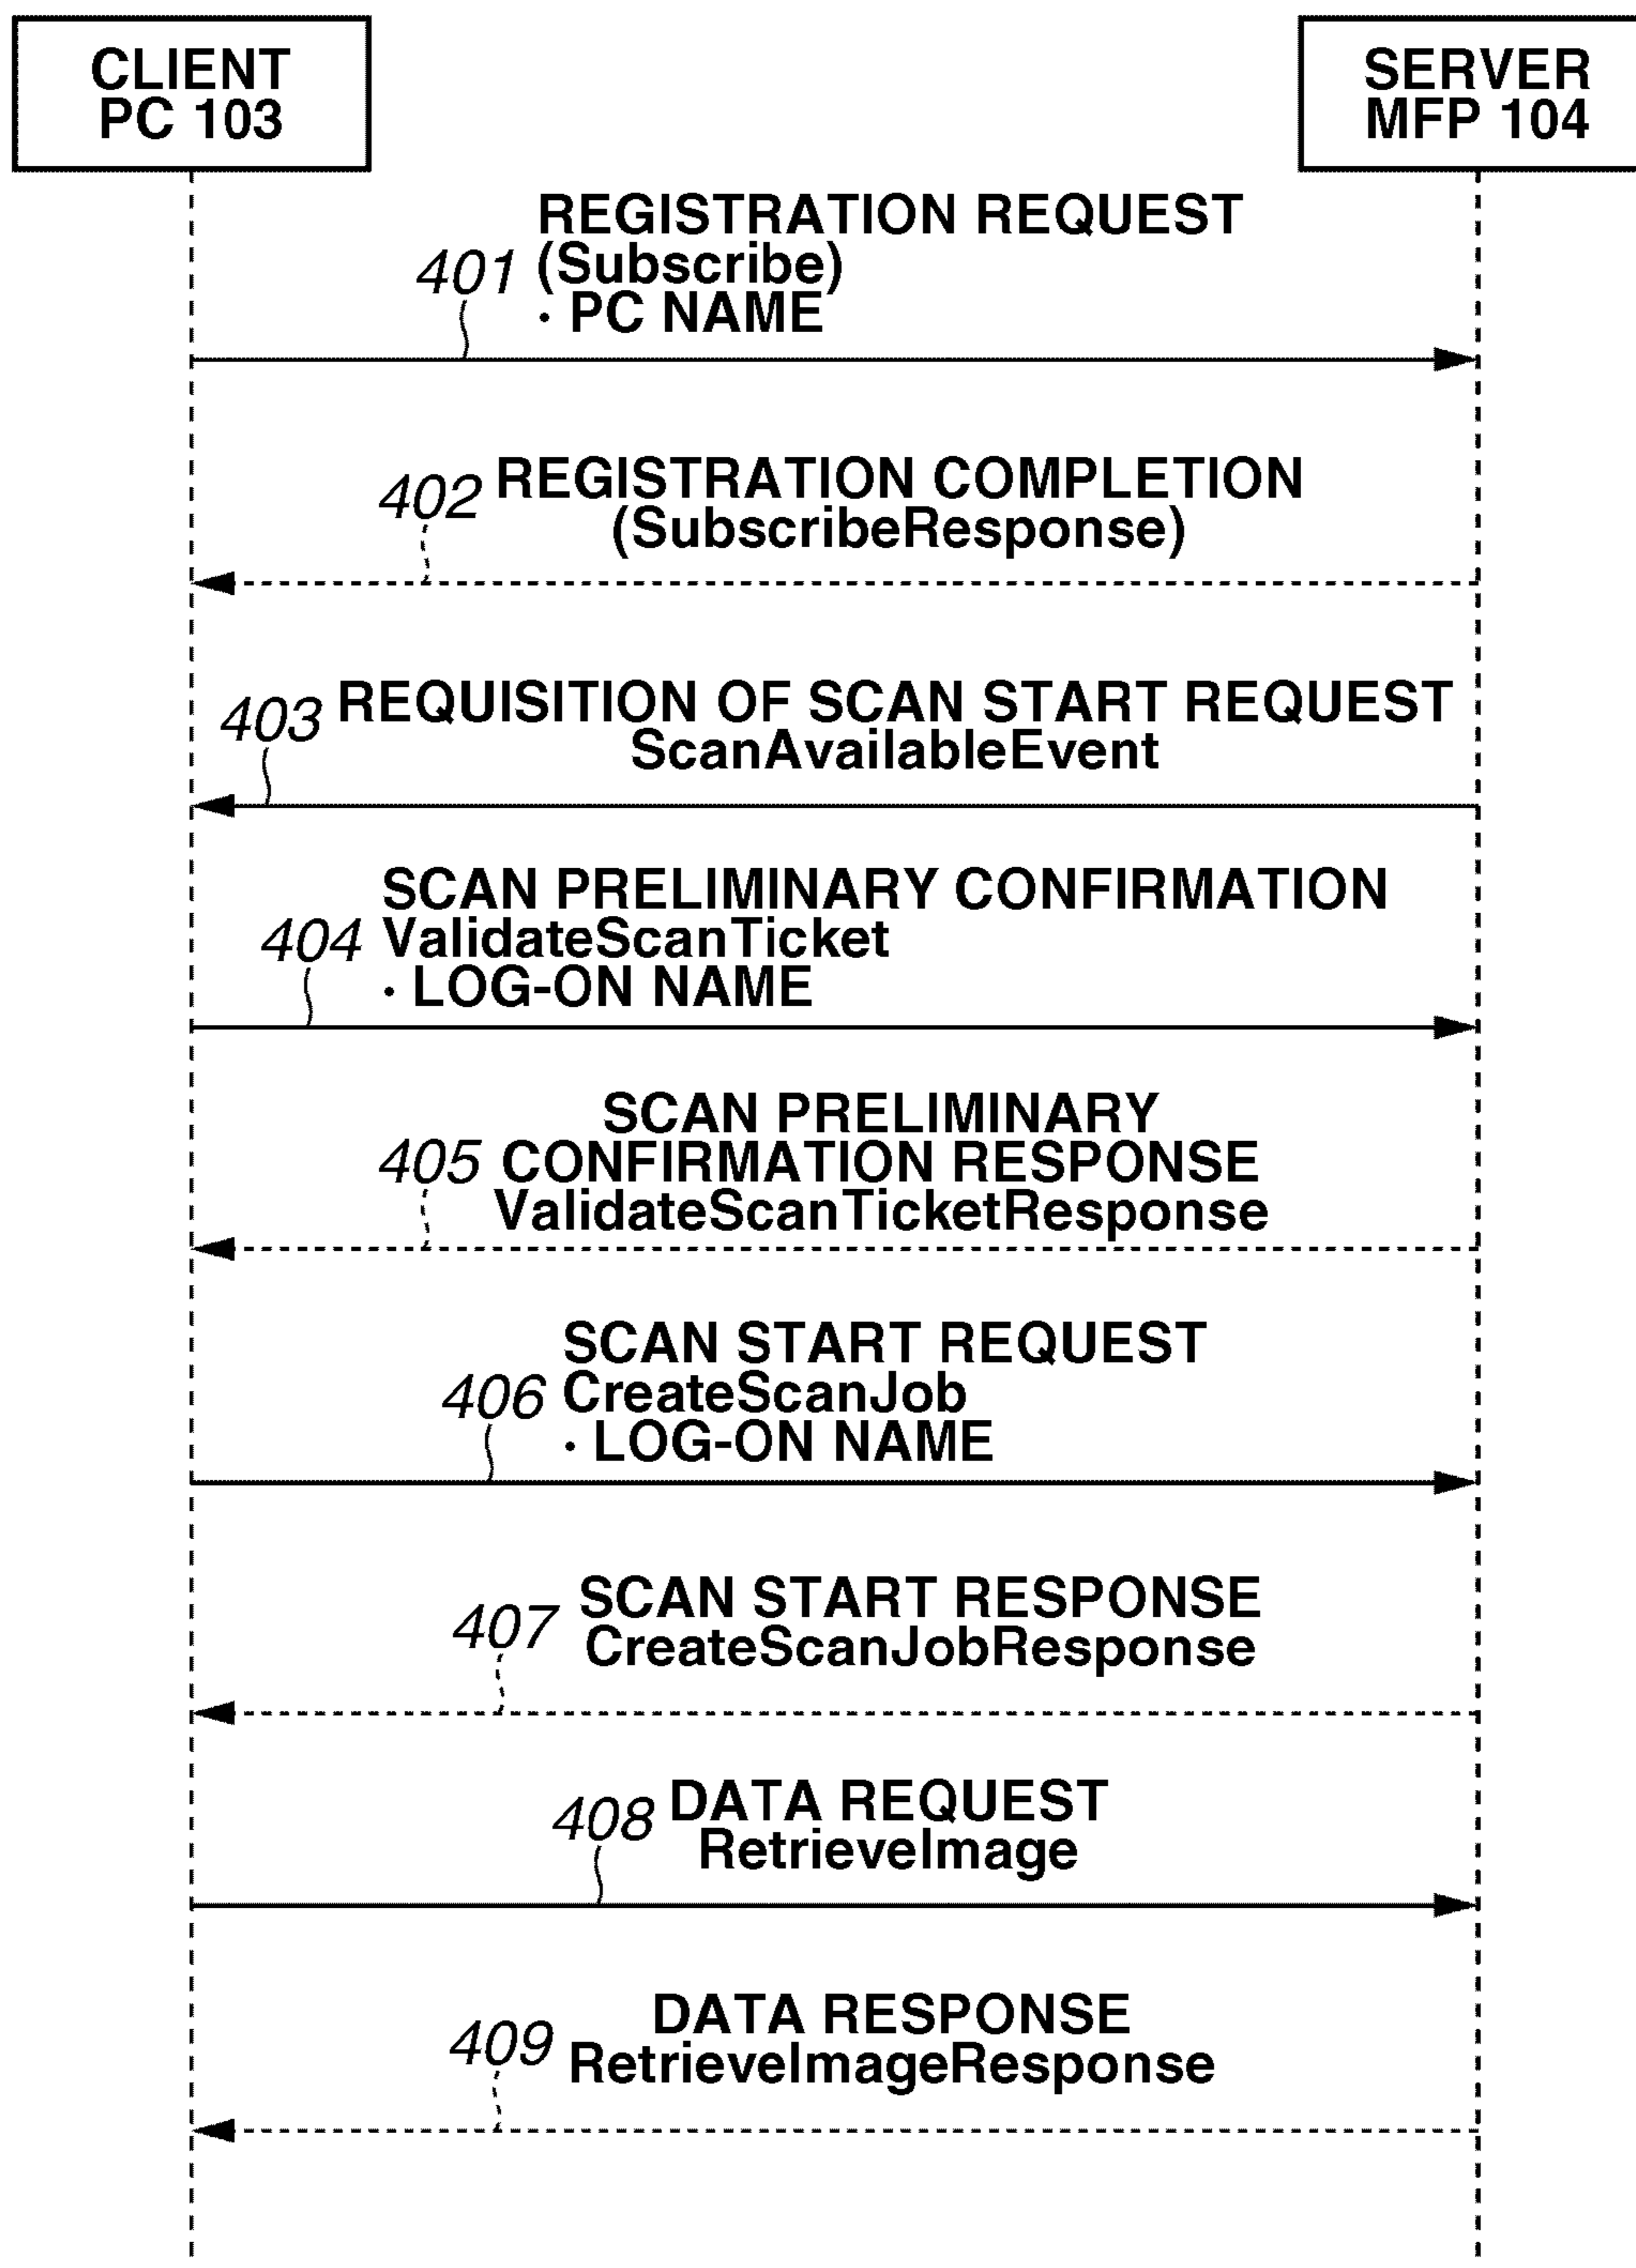 CLIENT
PC 103
SERVER
MFP 104
REGISTRATION REQUEST
401 (Subscribe)
· PC NAME
402 REGISTRATION COMPLETION
(SubscribeResponse)
403 REQUISITION OF SCAN START REQUEST
ScanAvailableEvent
SCAN PRELIMINARY CONFIRMATION
404 ValidateScanTicket
· LOG-ON NAME
SCAN PRELIMINARY
405 CONFIRMATION RESPONSE
ValidateScanTicketResponse
SCAN START REQUEST
406 CreateScanJob
· LOG-ON NAME
SCAN START RESPONSE
407 CreateScanJobResponse
408 DATA REQUEST
RetrieveImage
DATA RESPONSE
409 RetrieveImageResponse